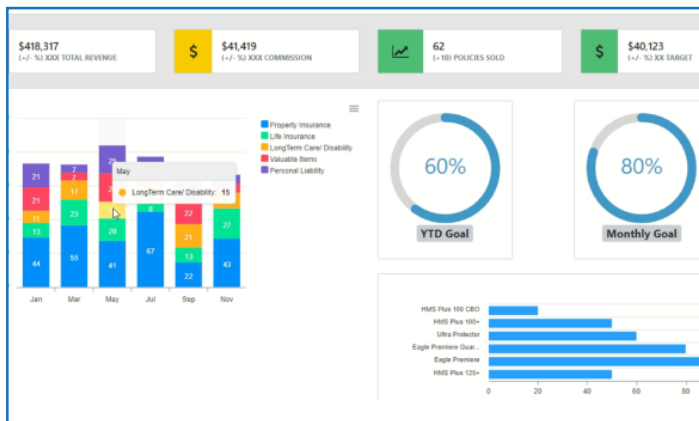 $418,317
(+/- %) XXX TOTAL REVENUE
$
$41,419
(+/- %) XXX COMMISSION
62
(+10) POLICIES SOLD
$
$40,123
(+/- %) XX TARGET
Property Insurance
Life Insurance
LongTerm Care/ Disability
Valuable Items
Personal Liability
May
LongTerm Care/ Disability: 15
21
21
11
13
44
7
7
17
23
55
20
41
8
67
22
21
13
22
27
43
Jan
Mar
May
Jul
Sep
Nov
60%
YTD Goal
80%
Monthly Goal
HMS Plus 100 CBO
HMS Plus 100+
Ultra Protector
Eagle Premiere Guar...
Eagle Premiere
HMS Plus 125+
0
20
40
60
80